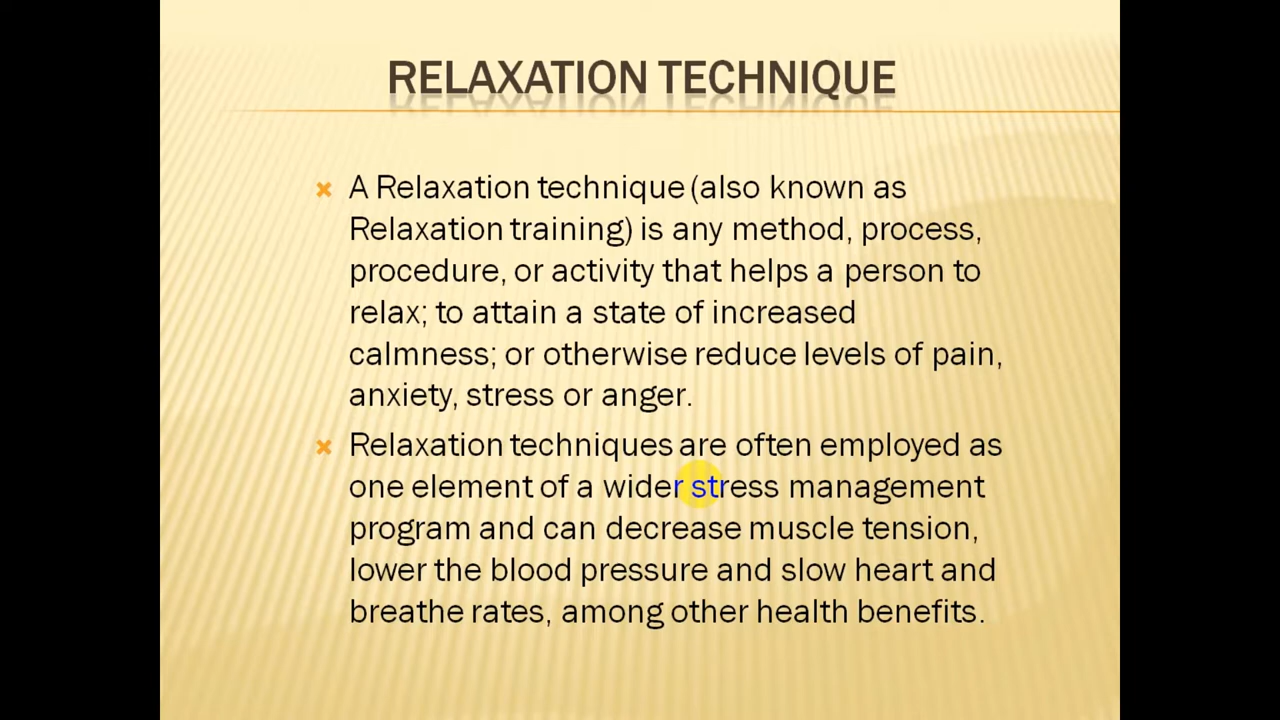 RELAXATION TECHNIQUE
A Relaxation technique (also known as
Relaxation training) is any method, process,
procedure, or activity that helps a person to
relax; to attain a state of increased
calmness; or otherwise reduce levels of pain,
anxiety, stress or anger.
Relaxation techniques are often employed as
one element of a wider stress management
program and can decrease muscle tension,
lower the blood pressure and slow heart and
breathe rates, among other health benefits.